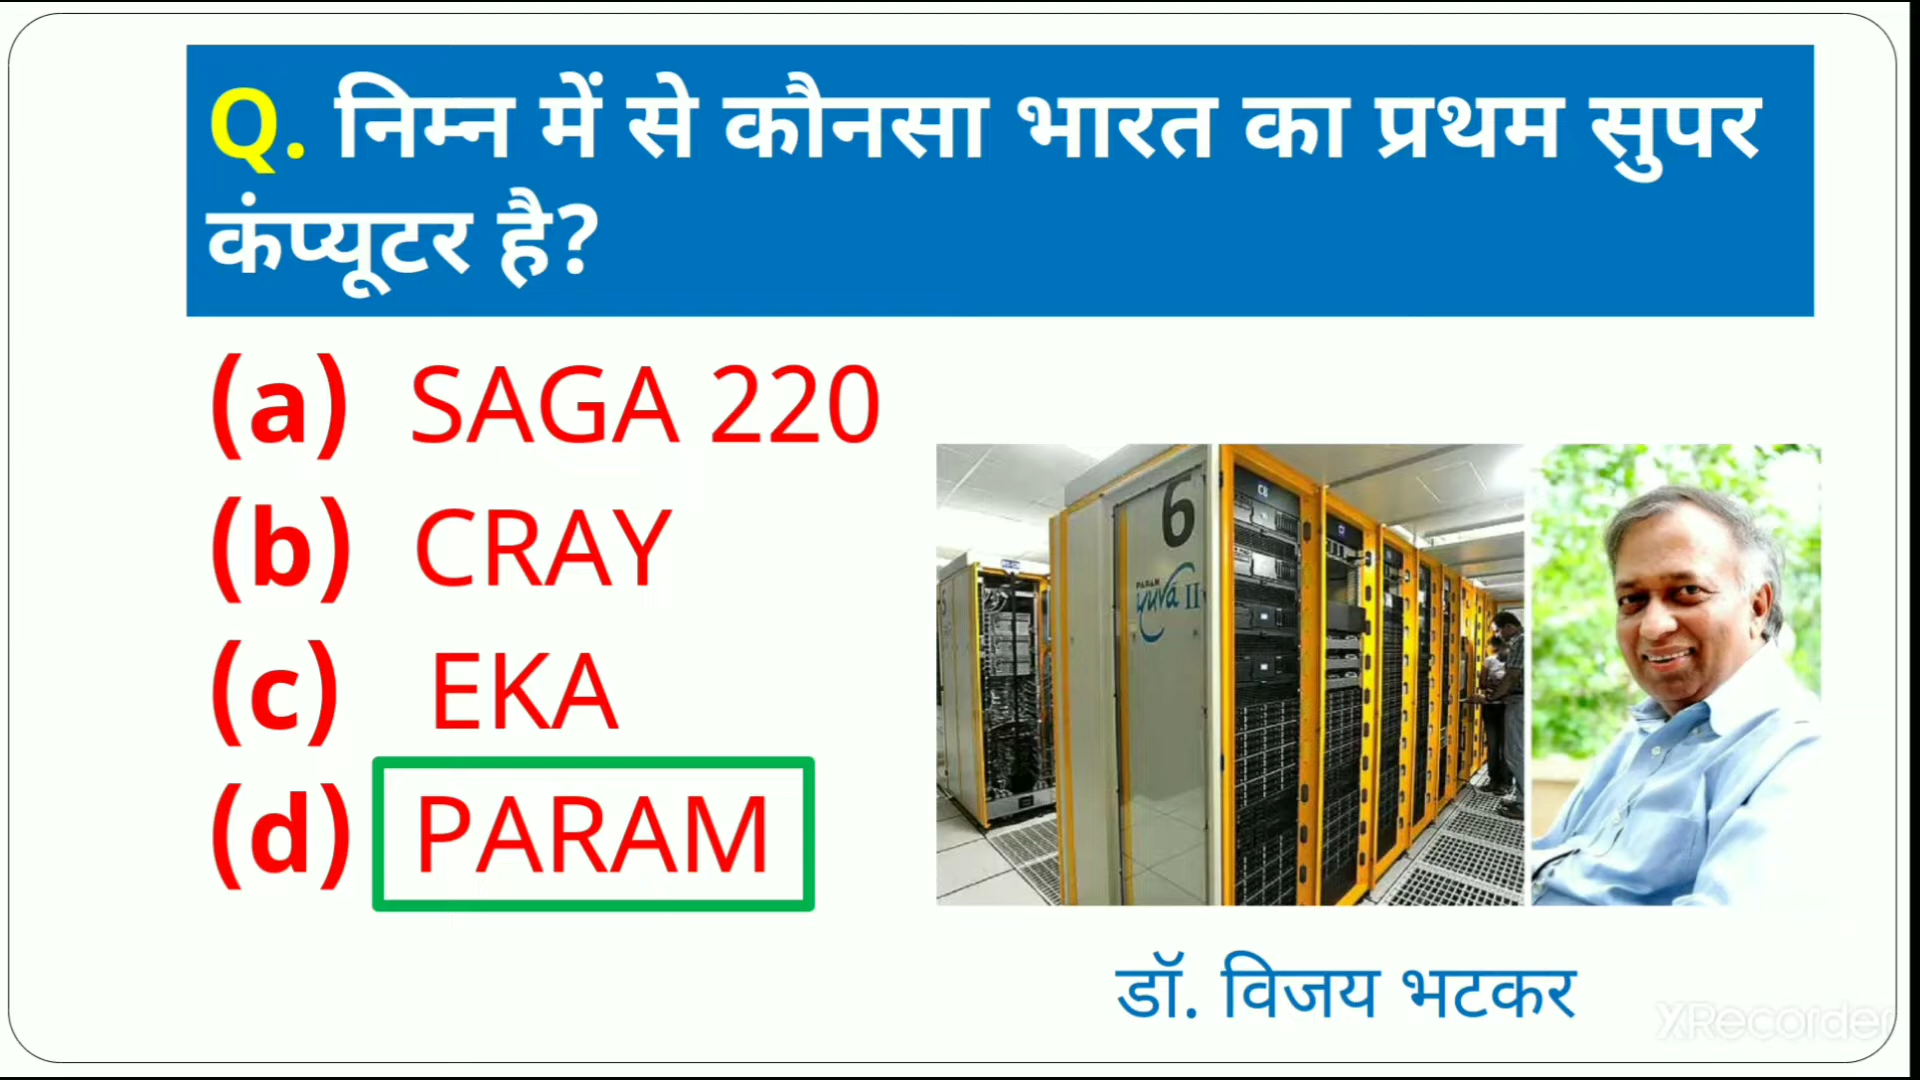 Q. निम्न में से कौनसा भारत का प्रथम सुपर
कंप्यूटर है?
(a) SAGA 220
(b) CRAY
(c) EKA
(d) PARAM
6
PARAM
yuva II
डॉ. विजय भटकर
XRecorder